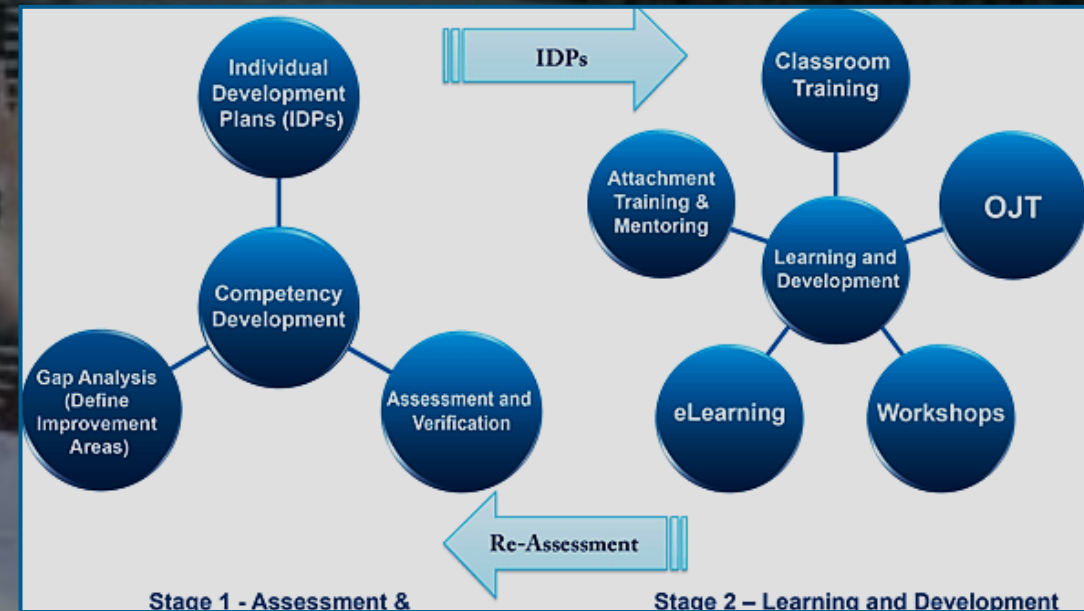 Individual
Development
Plans (IDPs)
Competency
Development
Gap Analysis
(Define
Improvement
Areas)
Assessment and
Verification
IDPs
Classroom
Training
Attachment
Training &
Mentoring
OJT
Learning and
Development
eLearning
Workshops
Re-Assessment
Stage 1 - Assessment &
Stage 2 – Learning and Development